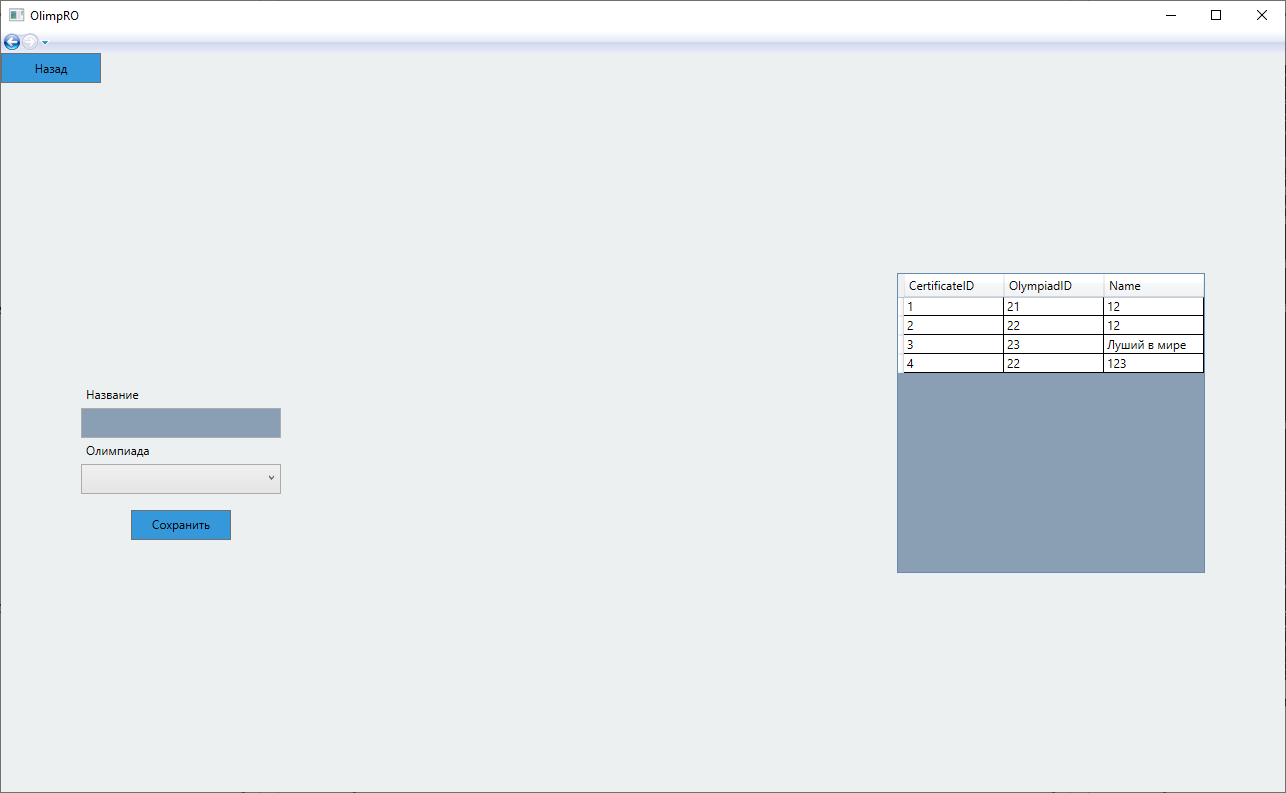 OlimpRO
Назад
CertificateID OlympiadID Name
1 21 12
2 22 12
3 23 Луший в мире
4 22 123
Название
Олимпиада
Сохранить